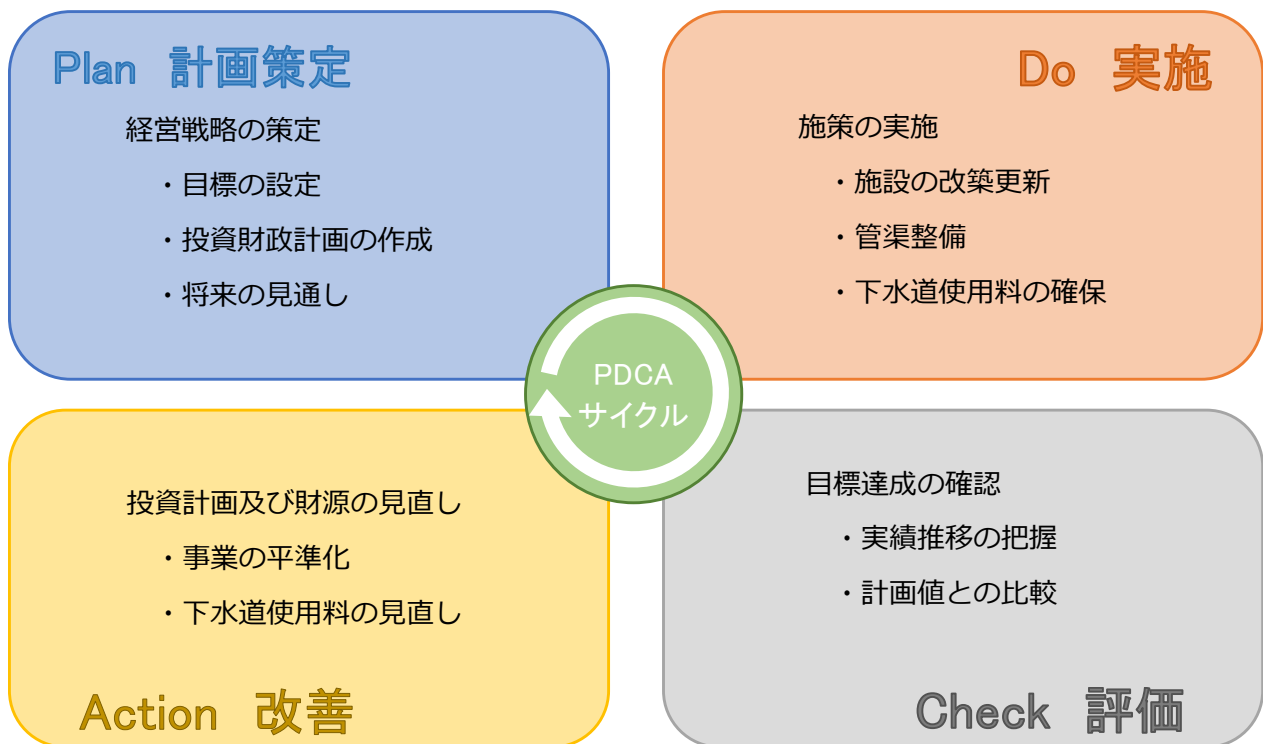 Plan 計画策定
経営戦略の策定
・目標の設定
・投資財政計画の作成
・将来の見通し
Do 実施
施策の実施
・施設の改築更新
・管渠整備
・下水道使用料の確保
PDCA
サイクル
投資計画及び財源の見直し
・事業の平準化
・下水道使用料の見直し
Action 改善
目標達成の確認
・実績推移の把握
・計画値との比較
Check 評価